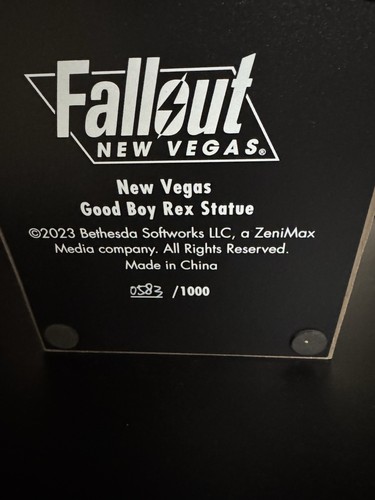 Fallout
NEW VEGAS®
New Vegas
Good Boy Rex Statue
©2023 Bethesda Softworks LLC, a ZeniMax
Media company. All Rights Reserved.
Made in China
0583 /1000